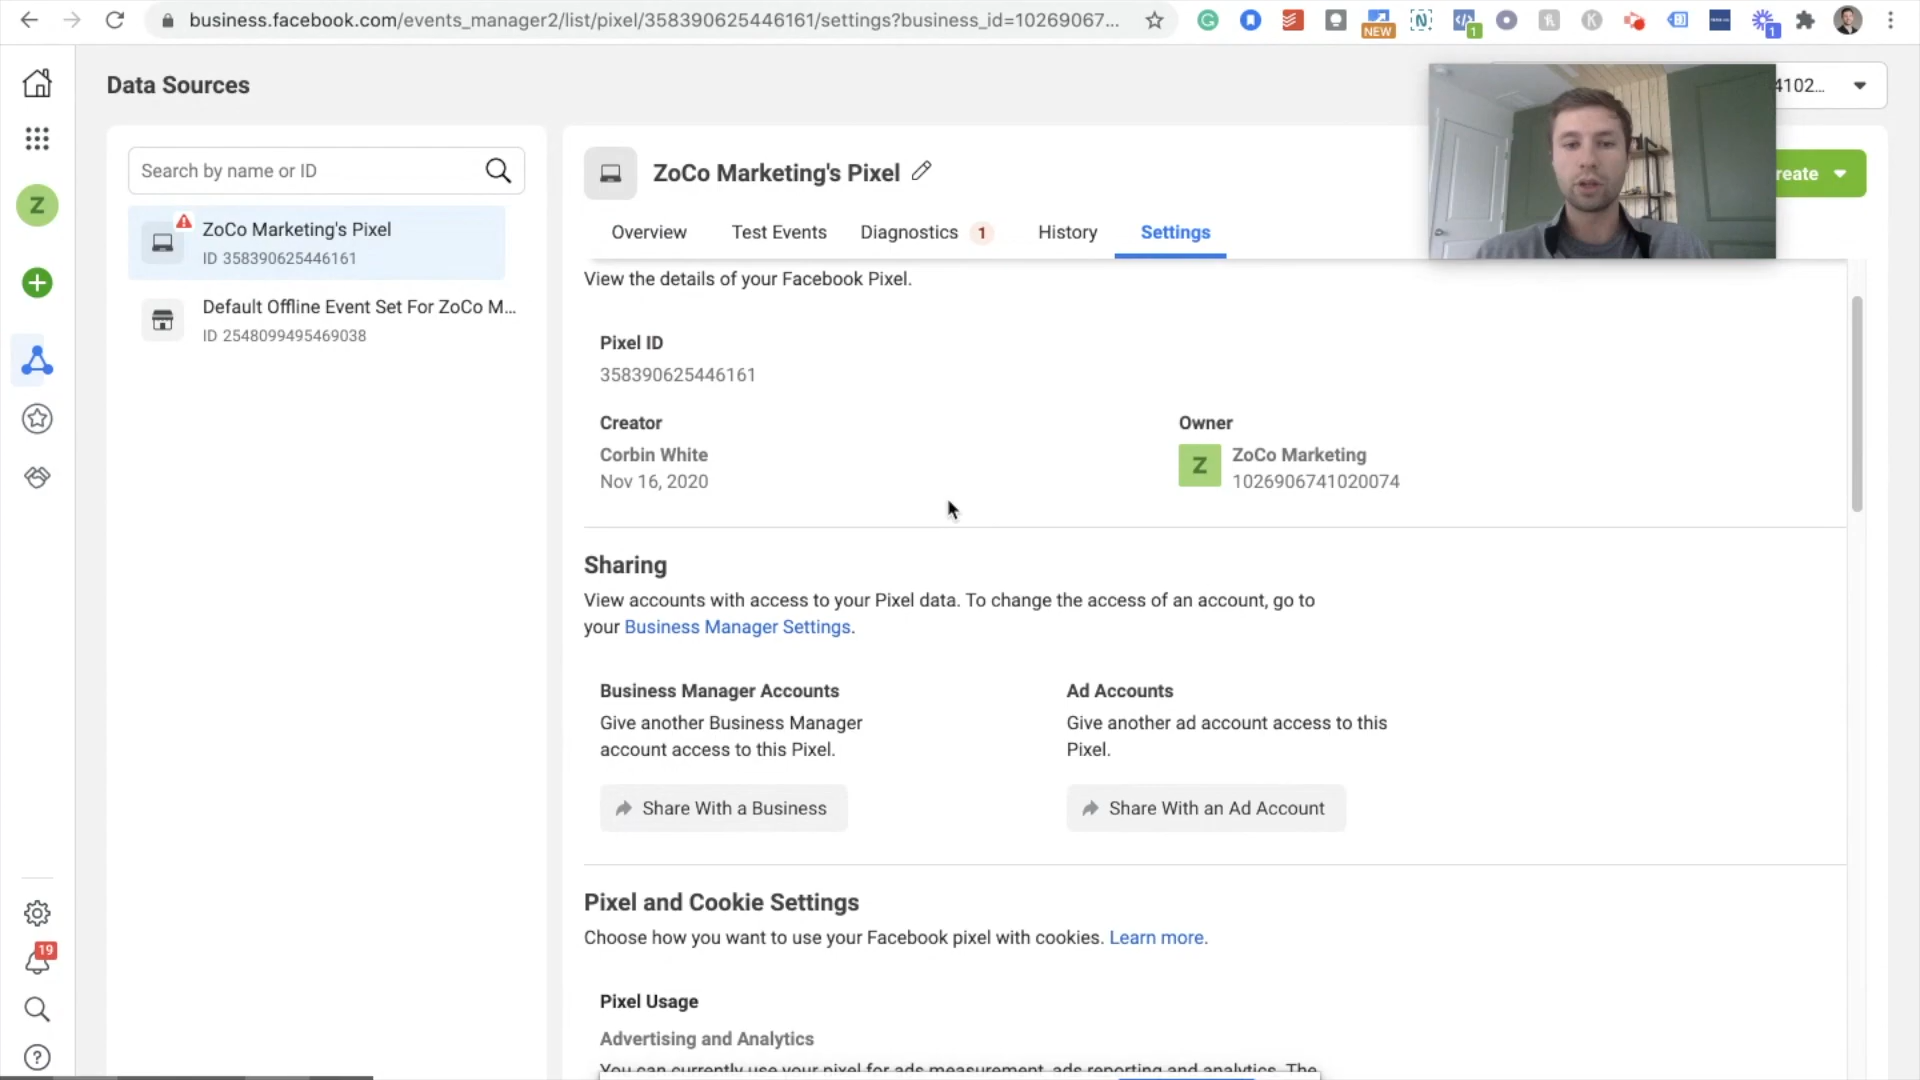 business.facebook.com/events_manager2/list/pixel/358390625446161/settings?business_id=10269067...
NEW
1
1
Data Sources
4102...
Search by name or ID
ZoCo Marketing's Pixel
reate
Z
ZoCo Marketing's Pixel
ID 358390625446161
Overview
Test Events
Diagnostics 1
History
Settings
View the details of your Facebook Pixel.
Default Offline Event Set For ZoCo M...
ID 2548099495469038
Pixel ID
358390625446161
Creator
Owner
Corbin White
Nov 16, 2020
Z
ZoCo Marketing
1026906741020074
Sharing
View accounts with access to your Pixel data. To change the access of an account, go to
your Business Manager Settings.
Business Manager Accounts
Give another Business Manager
account access to this Pixel.
Share With a Business
Ad Accounts
Give another ad account access to this
Pixel.
Share With an Ad Account
Pixel and Cookie Settings
Choose how you want to use your Facebook pixel with cookies. Learn more.
19
Pixel Usage
Advertising and Analytics
You can currently use your pixel for ads measurement, ads reporting and analytics. The